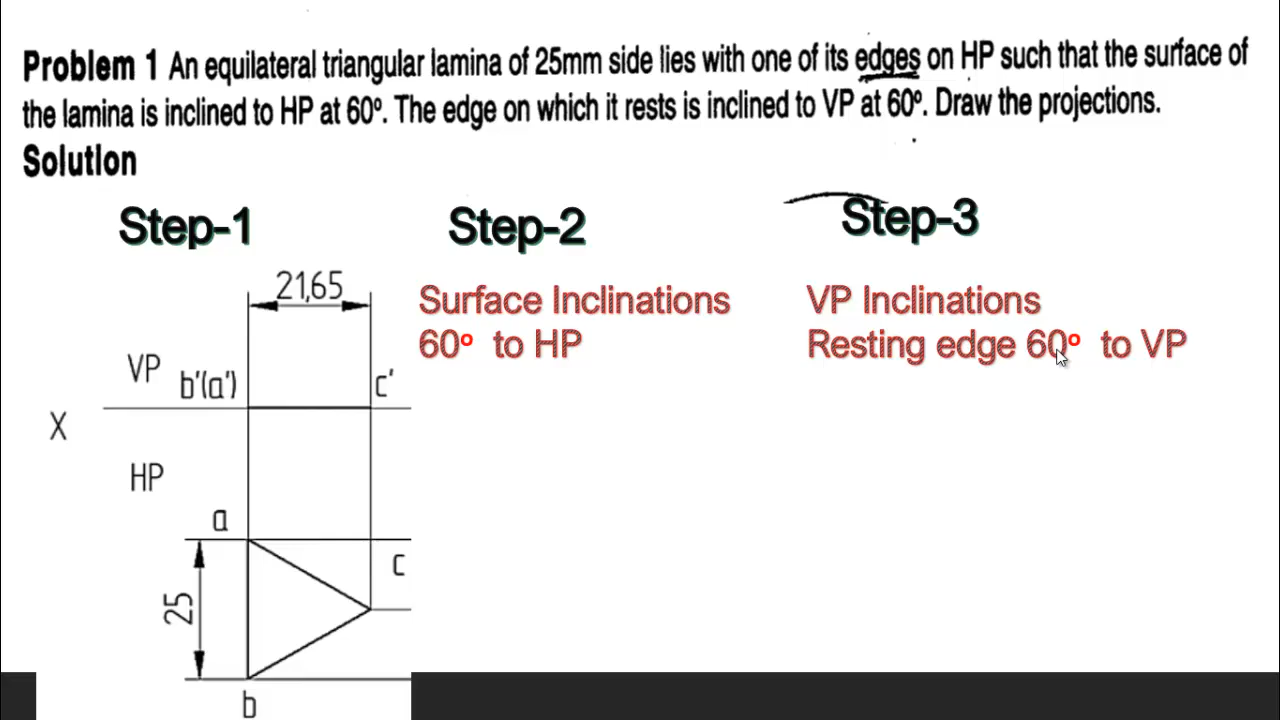 Problem 1 An equilateral triangular lamina of 25mm side lies with one of its edges on HP such that the surface of
the lamina is inclined to HP at 60º. The edge on which it rests is inclined to VP at 60º. Draw the projections.
Solution
Step-1
Step-2
Step-3
21,65
Surface Inclinations
60º to HP
VP Inclinations
Resting edge 60º to VP
VP
b'(a')
c'
X
HP
a
c
25
b